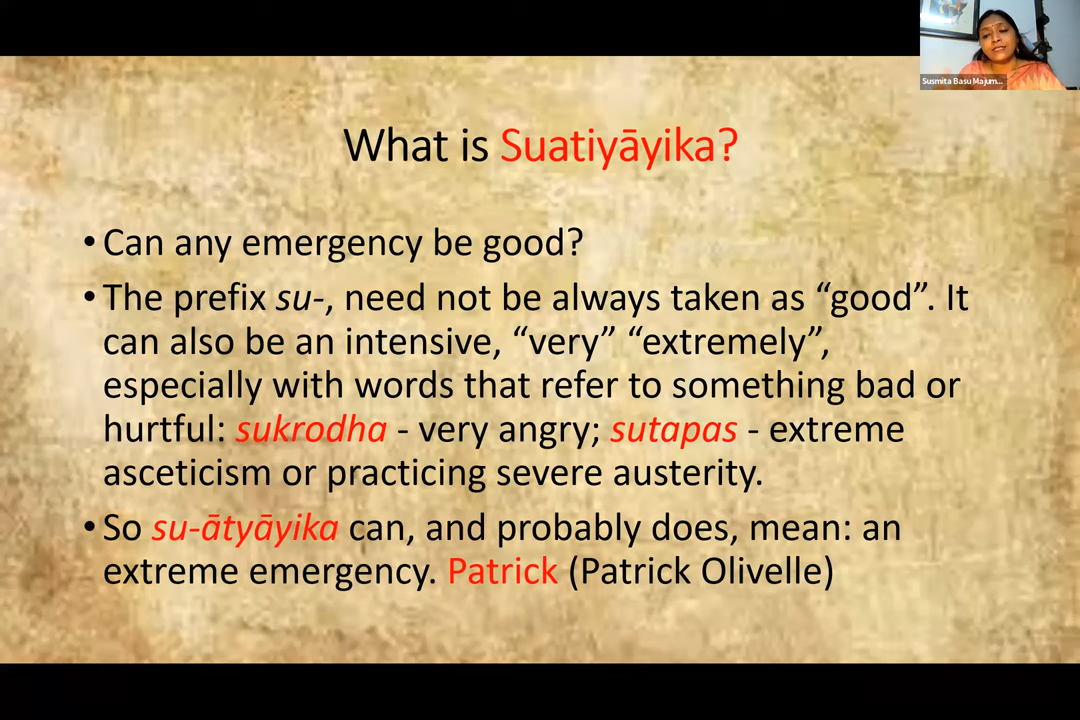 Susmita Basu Majum...
What is Suatiyāyika?
• Can any emergency be good?
• The prefix su-, need not be always taken as “good”. It
can also be an intensive, “very” “extremely”,
especially with words that refer to something bad or
hurtful: sukrodha - very angry; sutapas - extreme
asceticism or practicing severe austerity.
• So su-ātyāyika can, and probably does, mean: an
extreme emergency. Patrick (Patrick Olivelle)